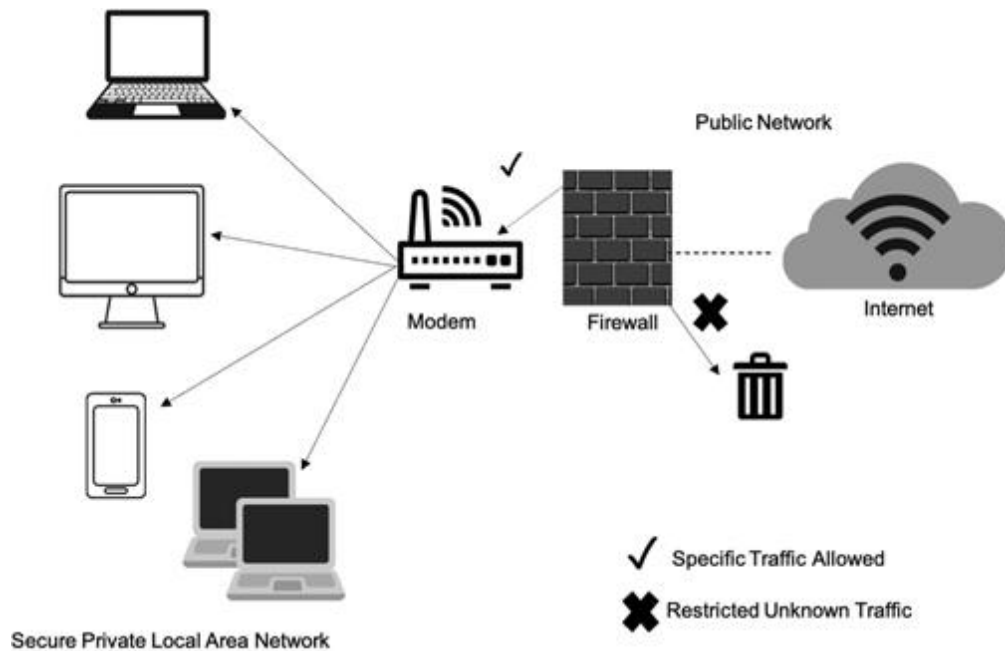 Public Network
Modem
Firewall
Internet
Specific Traffic Allowed
Restricted Unknown Traffic
Secure Private Local Area Network